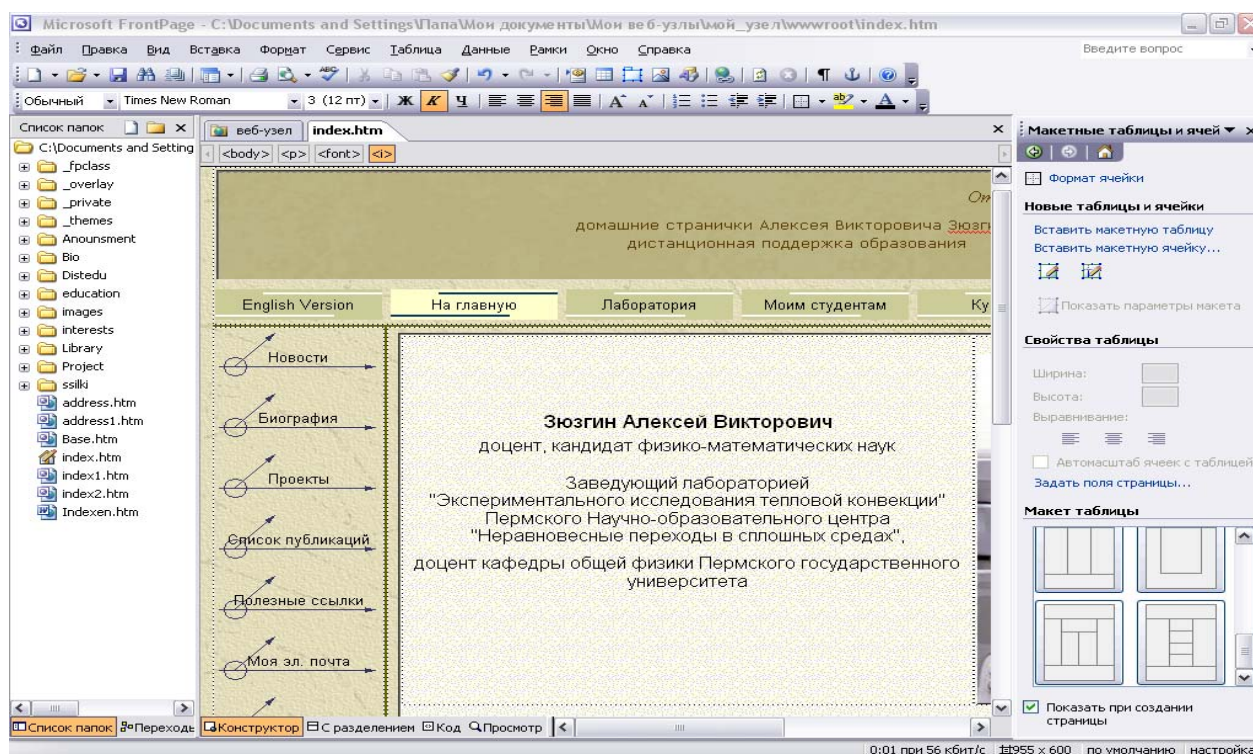 Microsoft FrontPage - C:\Documents and Settings\Папа\Мои документы\Мои веб-узлы\мой_узел\wwwroot\index.htm
Файл Правка Вид Вставка Формат Сервис Таблица Данные Рамки Окно Справка Введите вопрос
Обычный Times New Roman 3 (12 пт) Ж К Ч
Список папок
веб-узел index.htm
Макетные таблицы и ячей
C:\Documents and Setting
<body> <p> <font> <i>
_fpclass
_overlay
_private
_themes
Anounsment
Bio
Distedu
education
images
interests
Library
Project
ssilki
address.htm
address1.htm
Base.htm
index.htm
index1.htm
index2.htm
Indexen.htm
От
домашние странички Алексея Викторовича Зюзги
дистанционная поддержка образования
English Version На главную Лаборатория Моим студентам Ку
Новости
Биография
Проекты
Список публикаций
Полезные ссылки
Моя эл. почта
Зюзгин Алексей Викторович
доцент, кандидат физико-математических наук
Заведующий лабораторией
"Экспериментального исследования тепловой конвекции"
Пермского Научно-образовательного центра
"Неравновесные переходы в сплошных средах",
доцент кафедры общей физики Пермского государственного
университета
Формат ячейки
Новые таблицы и ячейки
Вставить макетную таблицу
Вставить макетную ячейку...
Показать параметры макета
Свойства таблицы
Ширина:
Высота:
Выравнивание:
Автомасштаб ячеек с таблицей
Задать поля страницы...
Макет таблицы
Показать при создании
страницы
Список папок Переходы Конструктор С разделением Код Просмотр
0:01 при 56 кбит/с 955 x 600 по умолчанию настройка